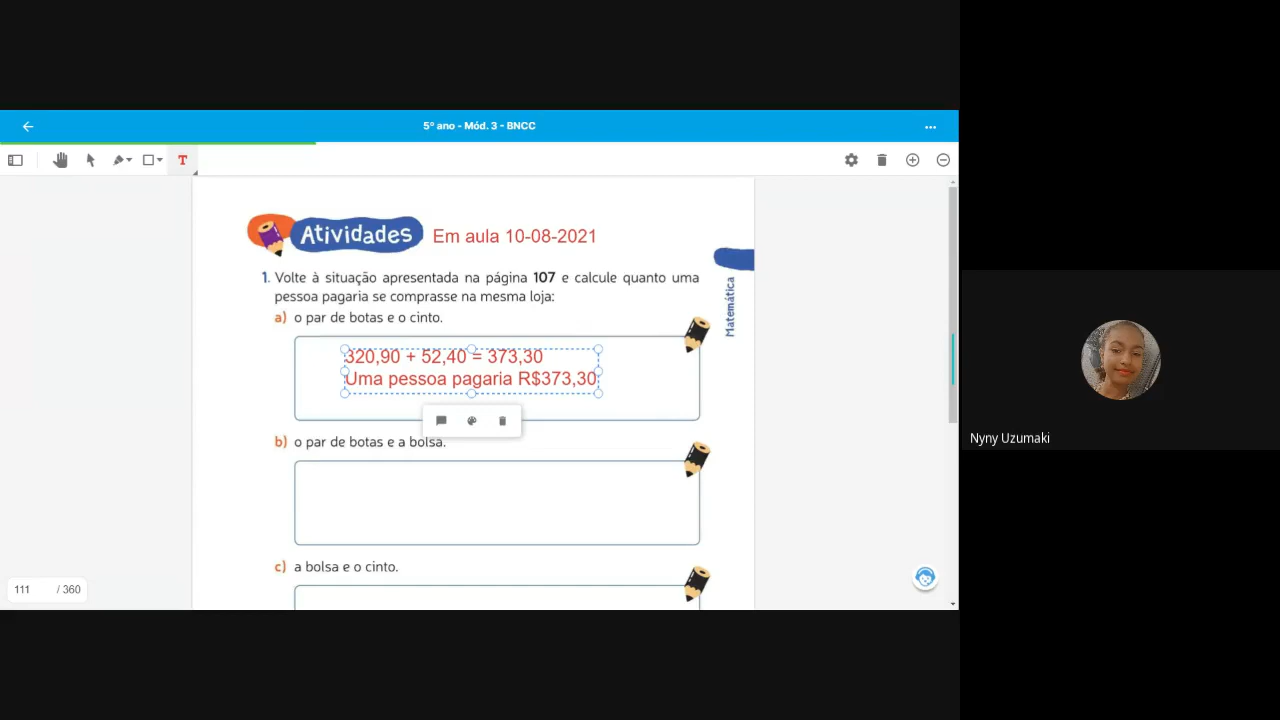 5º ano - Mód. 3 - BNCC
T
Atividades
Em aula 10-08-2021
1. Volte à situação apresentada na página 107 e calcule quanto uma
pessoa pagaria se comprasse na mesma loja:
a) o par de botas e o cinto.
Matemática
320,90 + 52,40 = 373,30
Uma pessoa pagaria R$373,30
b) o par de botas e a bolsa.
c) a bolsa e o cinto.
111 / 360
Nyny Uzumaki